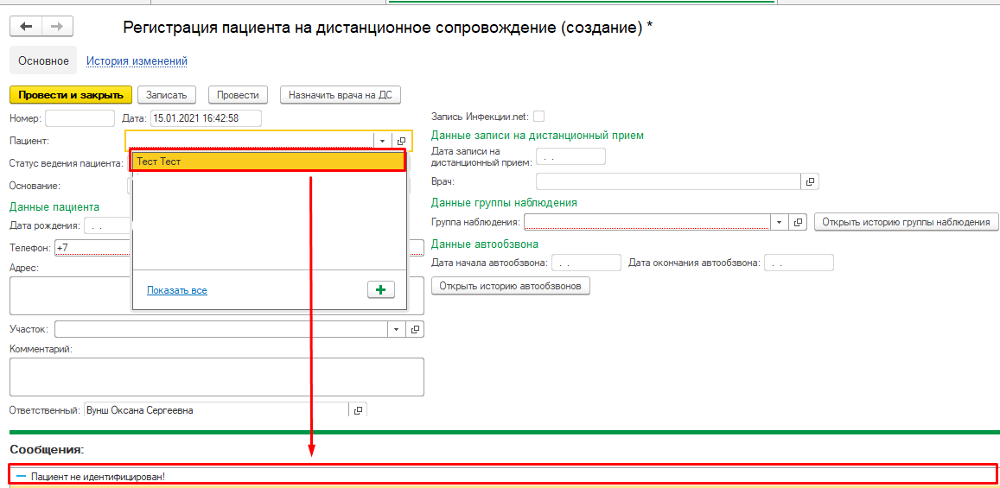 Регистрация пациента на дистанционное сопровождение (создание) *
Основное История изменений
Провести и закрыть Записать Провести Назначить врача на ДС
Номер: Дата: 15.01.2021 16:42:58
Запись Инфекции.net:
Пациент:
Данные записи на дистанционный прием
Тест Тест
Статус ведения пациента:
Дата записи на
дистанционный прием: . .
Основание:
Врач:
Данные пациента
Данные группы наблюдения
Дата рождения: . .
Группа наблюдения: Открыть историю группы наблюдения
Телефон: +7
Данные автообзвона
Адрес:
Дата начала автообзвона: . . Дата окончания автообзвона: . .
Показать все
Открыть историю автообзвонов
Участок:
Комментарий:
Ответственный: Вунш Оксана Сергеевна
Сообщения:
Пациент не идентифицирован!